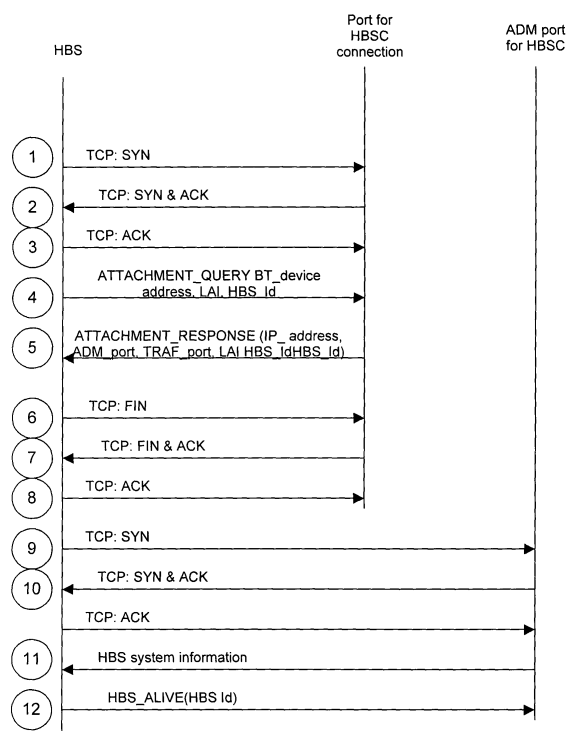 HBS
Port for
HBSC
connection
ADM port
for HBSC
1
TCP: SYN
2
TCP: SYN & ACK
3
TCP: ACK
4
ATTACHMENT_QUERY BT_device
address, LAI, HBS_Id
5
ATTACHMENT_RESPONSE (IP_ address,
ADM_port, TRAF_port, LAI HBS_IdHBS_Id)
6
TCP: FIN
7
TCP: FIN & ACK
8
TCP: ACK
9
TCP: SYN
10
TCP: SYN & ACK
TCP: ACK
11
HBS system information
12
HBS_ALIVE(HBS Id)